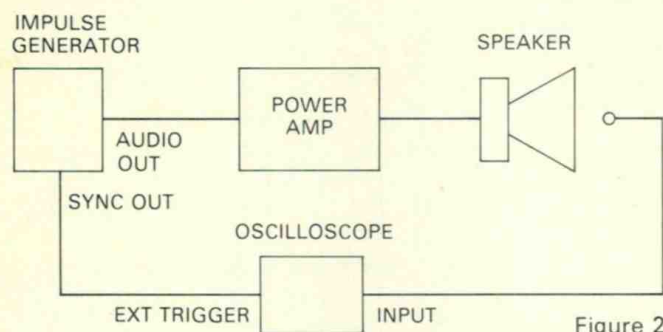 IMPULSE
GENERATOR
SPEAKER
POWER
AMP
AUDIO
OUT
SYNC OUT
OSCILLOSCOPE
EXT TRIGGER
INPUT
Figure 2